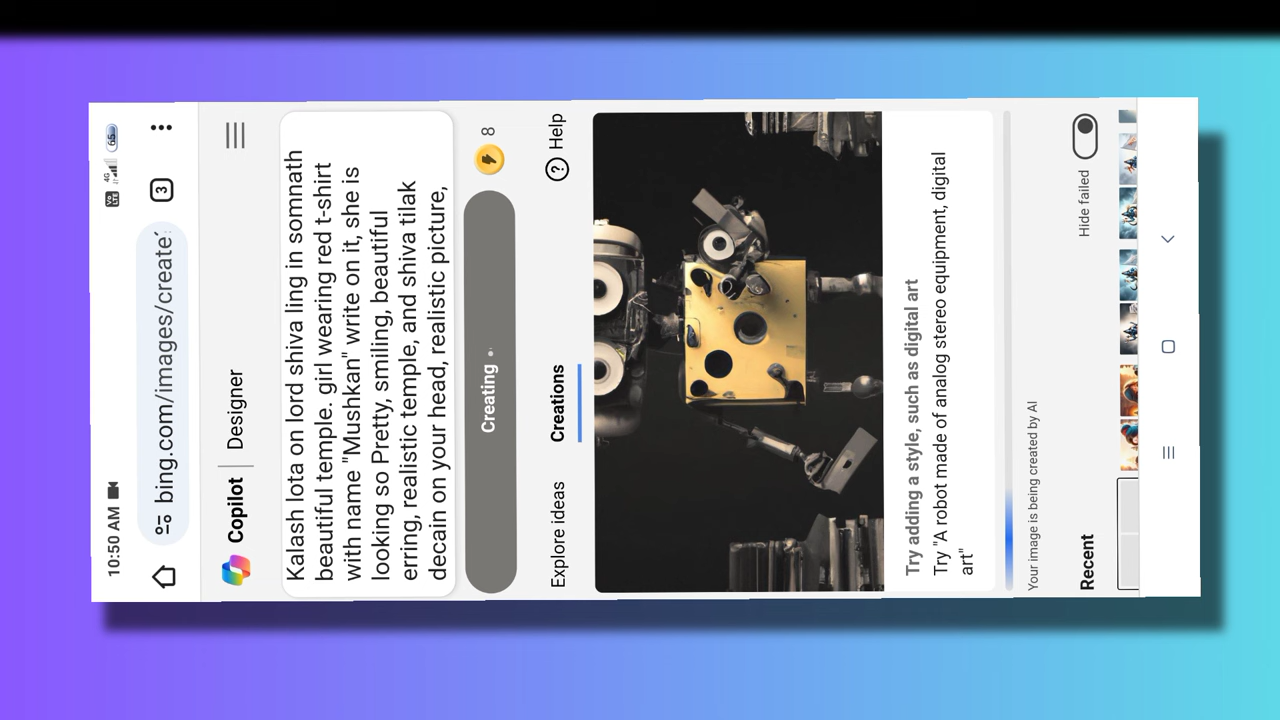 10:50 AM
Vo LTE 4G 65
bing.com/images/create
3
Copilot | Designer
Kalash lota on lord shiva ling in somnath
beautiful temple. girl wearing red t-shirt
with name "Mushkan" write on it, she is
looking so Pretty, smiling, beautiful
erring, realistic temple, and shiva tilak
decain on your head, realistic picture,
Creating
8
Explore ideas
Creations
? Help
Try adding a style, such as digital art
Try "A robot made of analog stereo equipment, digital
art"
Your image is being created by AI
Recent
Hide failed